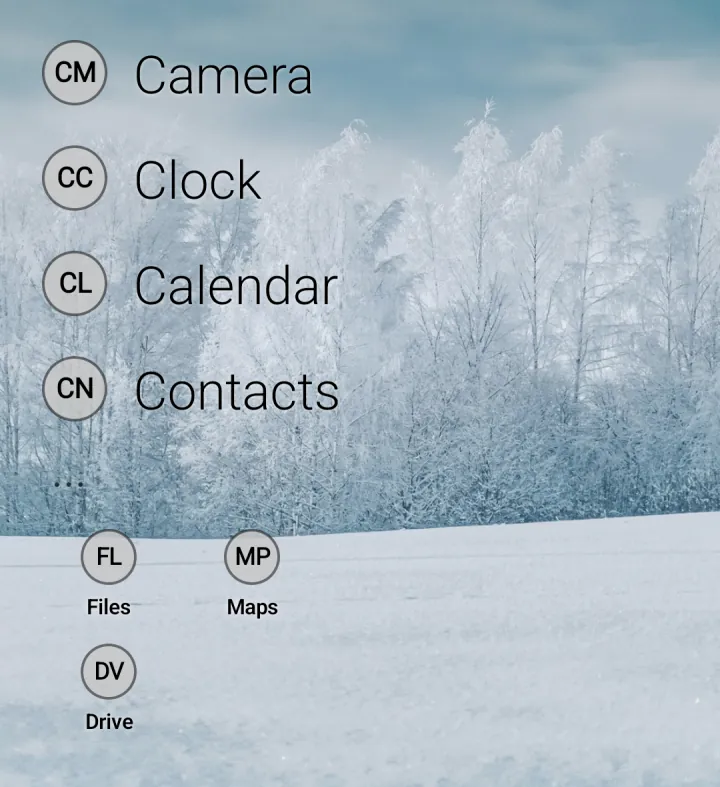 CM Camera
CC Clock
CL Calendar
CN Contacts
...
FL MP
Files Maps
DV
Drive